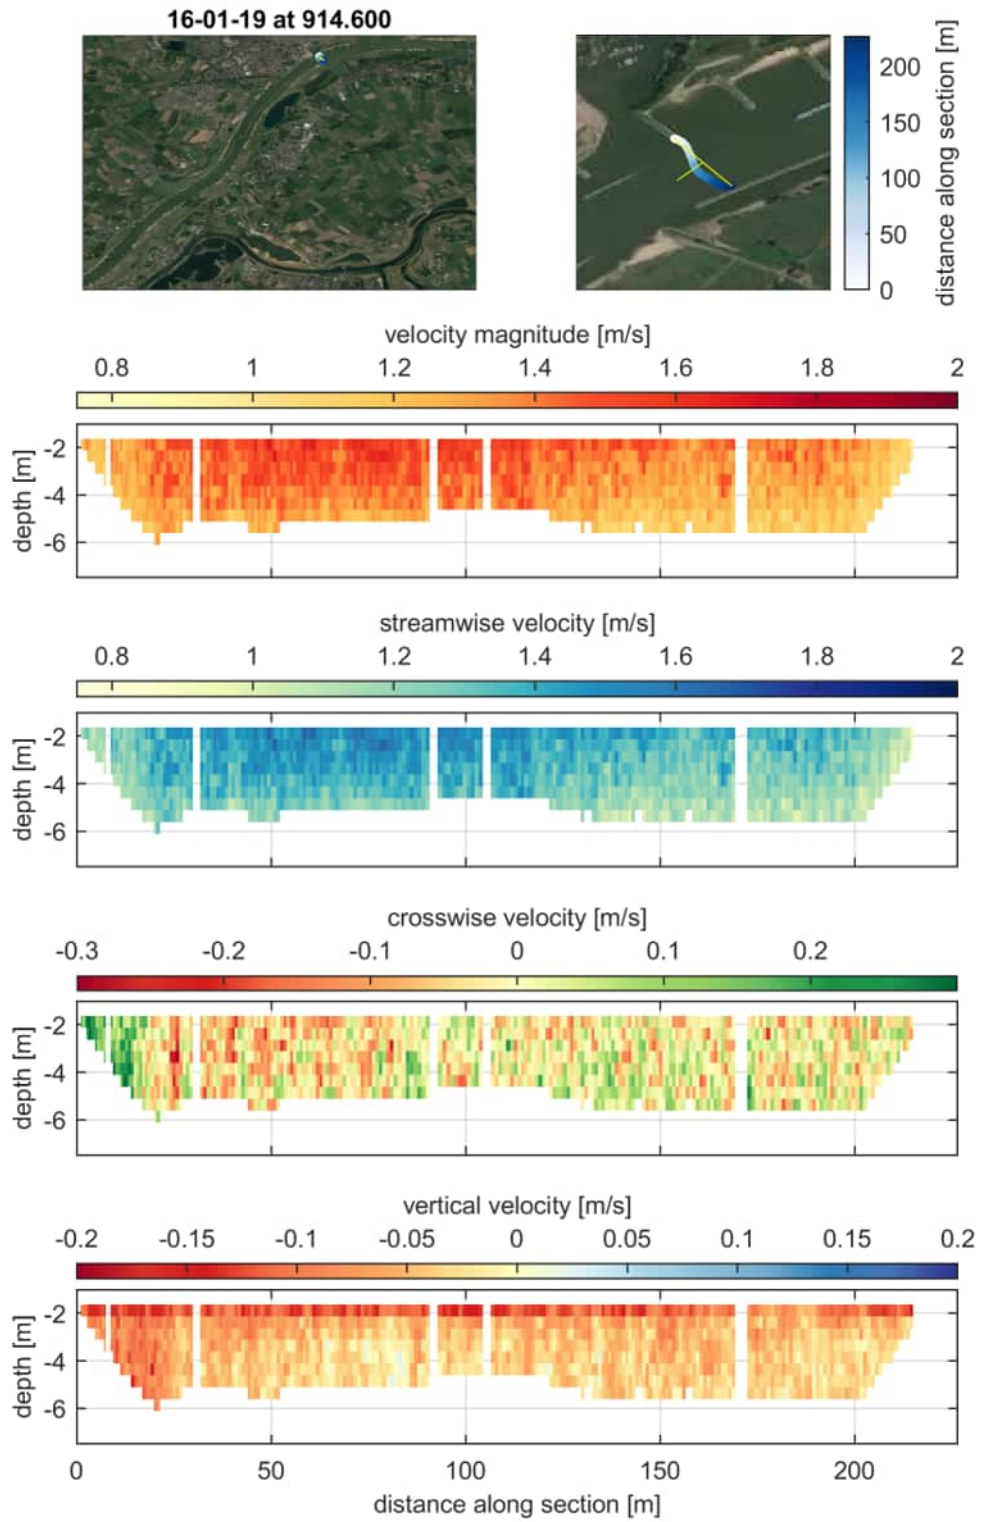 16-01-19 at 914.600
200
150
100
50
0
distance along section [m]
velocity magnitude [m/s]
0.8 1 1.2 1.4 1.6 1.8 2
-2
-4
-6
depth [m]
streamwise velocity [m/s]
0.8 1 1.2 1.4 1.6 1.8 2
-2
-4
-6
depth [m]
crosswise velocity [m/s]
-0.3 -0.2 -0.1 0 0.1 0.2
-2
-4
-6
depth [m]
vertical velocity [m/s]
-0.2 -0.15 -0.1 -0.05 0 0.05 0.1 0.15 0.2
-2
-4
-6
depth [m]
0 50 100 150 200
distance along section [m]